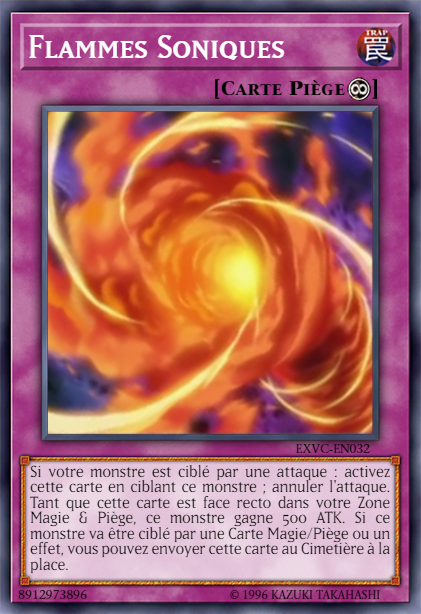 Flammes Soniques
TRAP
罠
[Carte Piège♾]
EXVC-EN032
Si votre monstre est ciblé par une attaque : activez
cette carte en ciblant ce monstre ; annuler l'attaque.
Tant que cette carte est face recto dans votre Zone
Magie & Piège, ce monstre gagne 500 ATK. Si ce
monstre va être ciblé par une Carte Magie/Piège ou un
effet, vous pouvez envoyer cette carte au Cimetière à la
place.
8912973896
© 1996 KAZUKI TAKAHASHI